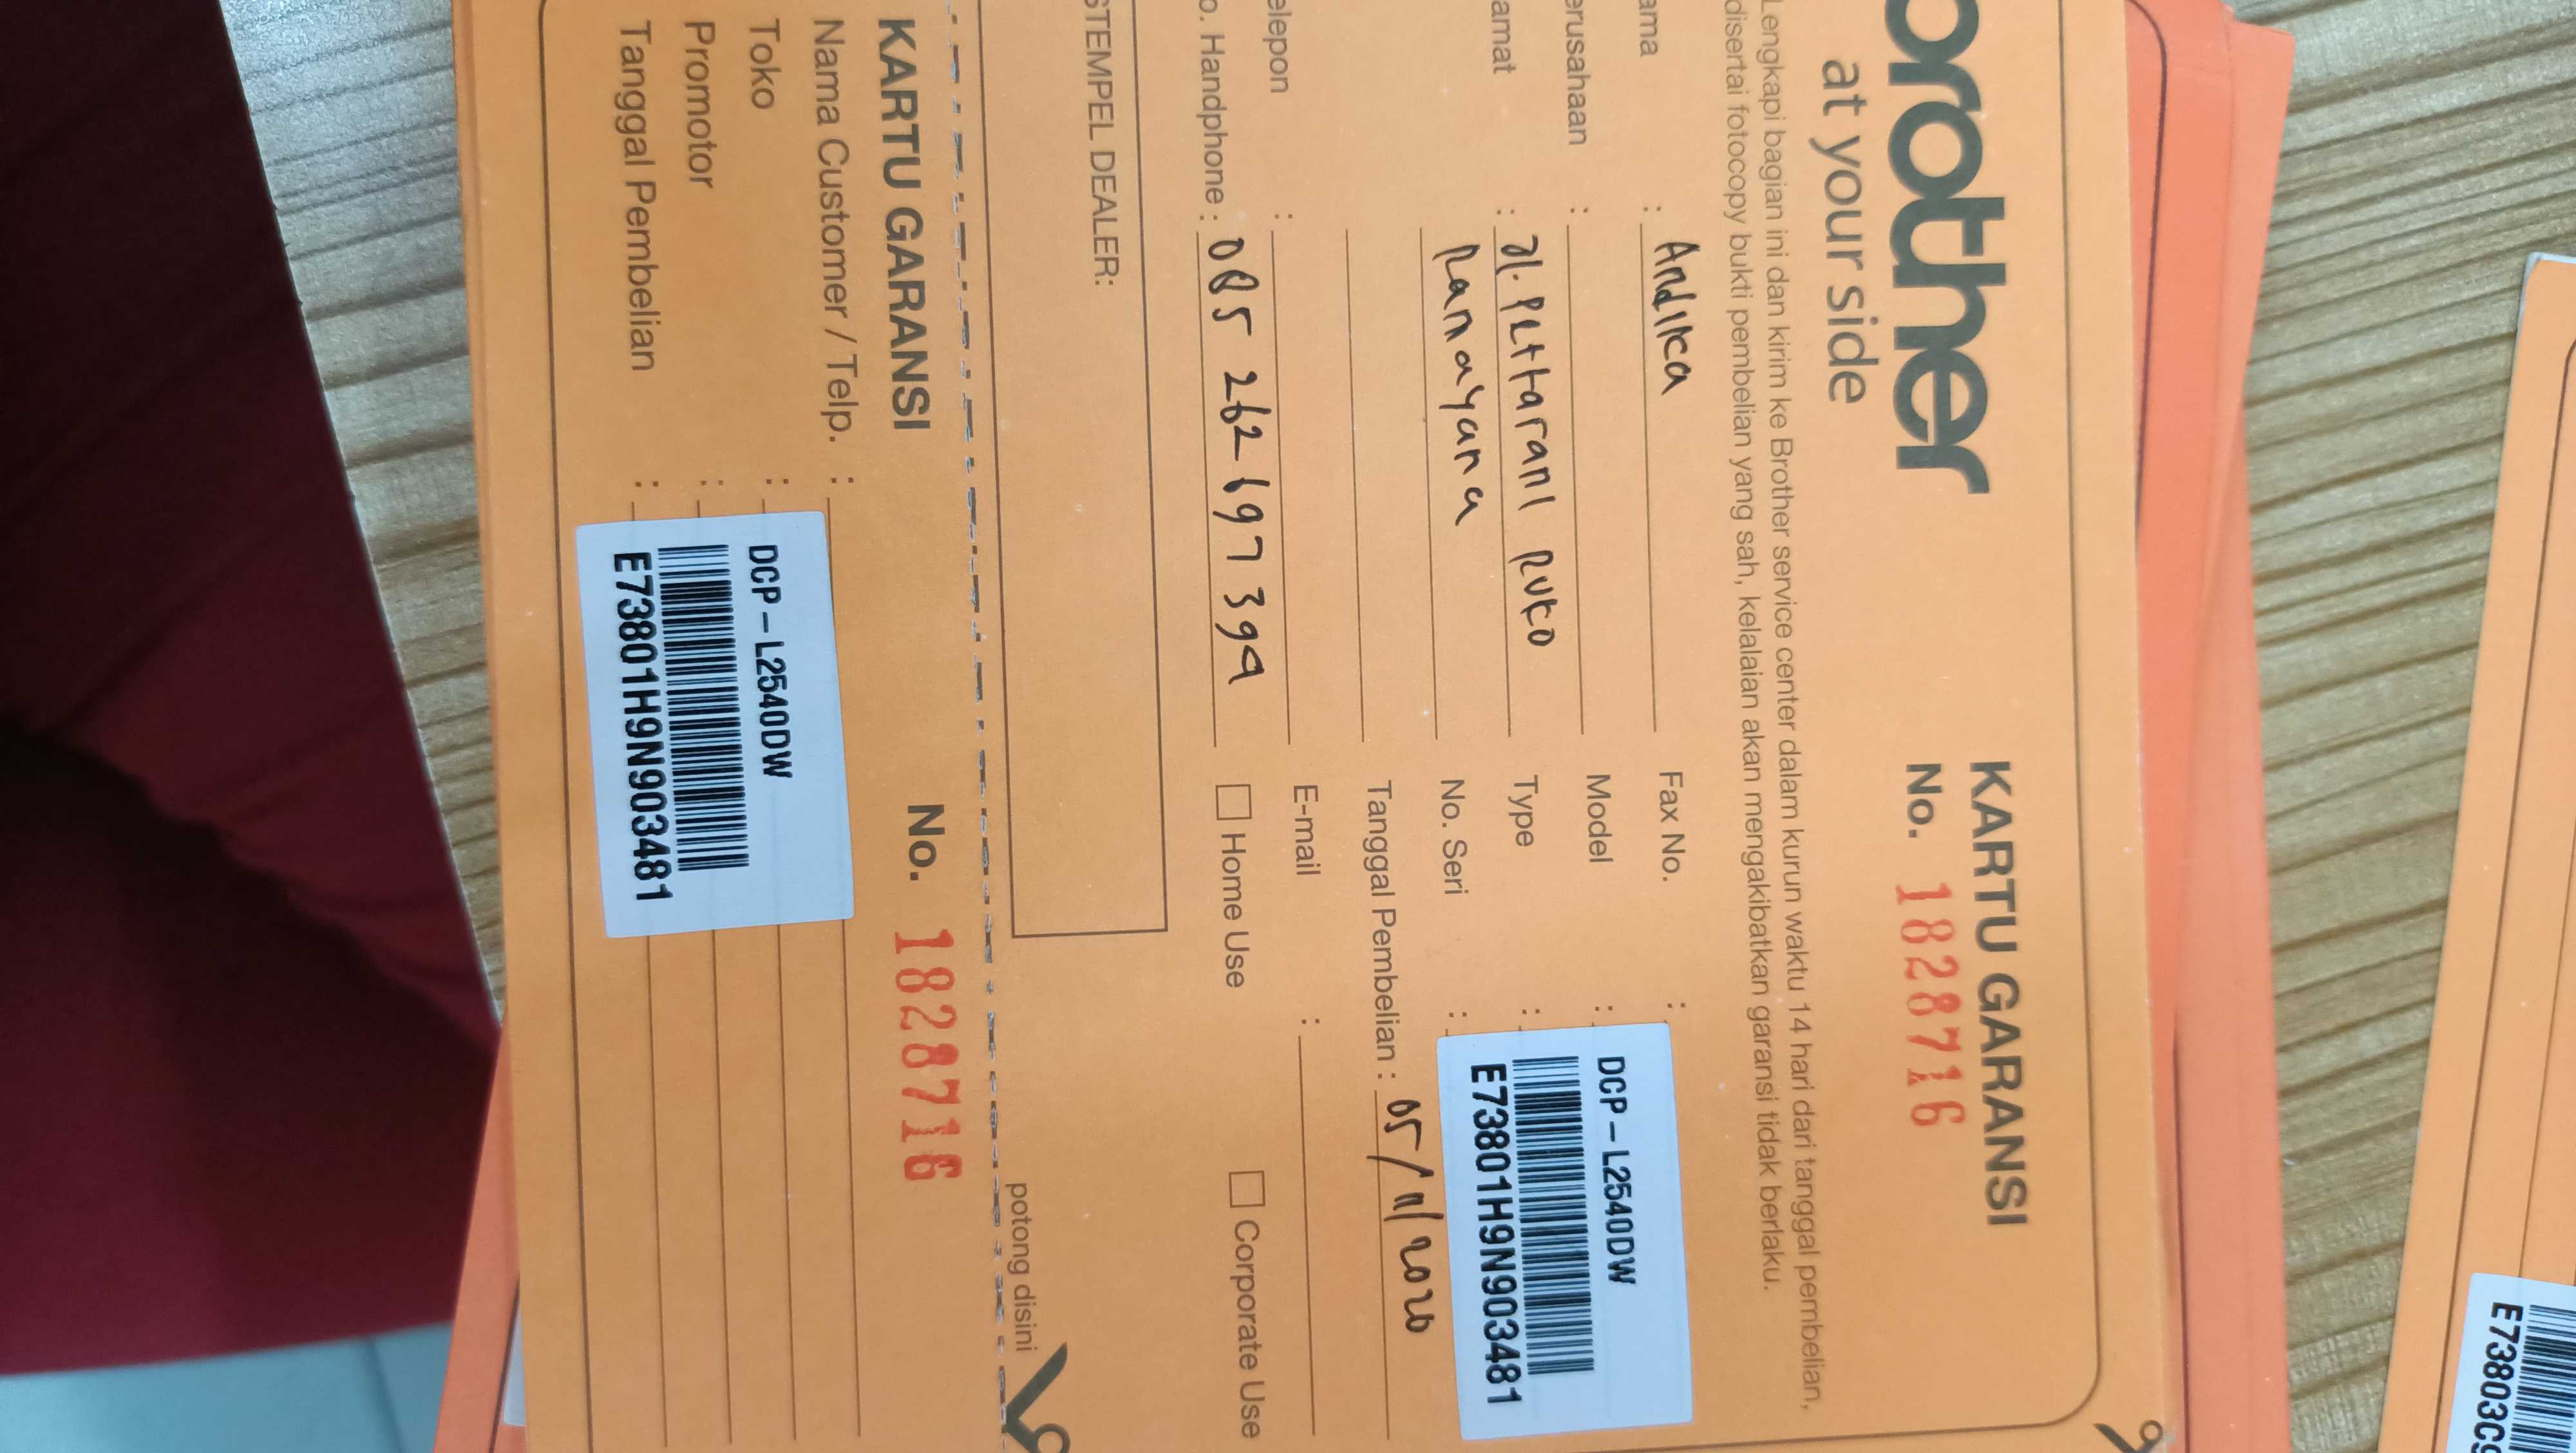 brother
at your side
KARTU GARANSI
No. 1828716
Lengkapi bagian ini dan kirim ke Brother service center dalam kurun waktu 14 hari dari tanggal pembelian,
disertai fotocopy bukti pembelian yang sah, kelalaian akan mengakibatkan garansi tidak berlaku.
ama : Andika
erusahaan :
amat : Jl. Pettarani Ruko
Ramayana
elepon :
o. Handphone : 085 262 697 399
Fax No. :
Model :
Type :
No. Seri :
DCP-L2540DW
E73801H9N903481
Tanggal Pembelian : 05/11/2020
E-mail :
Home Use
Corporate Use
STEMPEL DEALER:
potong disini
KARTU GARANSI
No. 1828716
Nama Customer / Telp. :
Toko :
Promotor :
Tanggal Pembelian :
DCP-L2540DW
E73801H9N903481